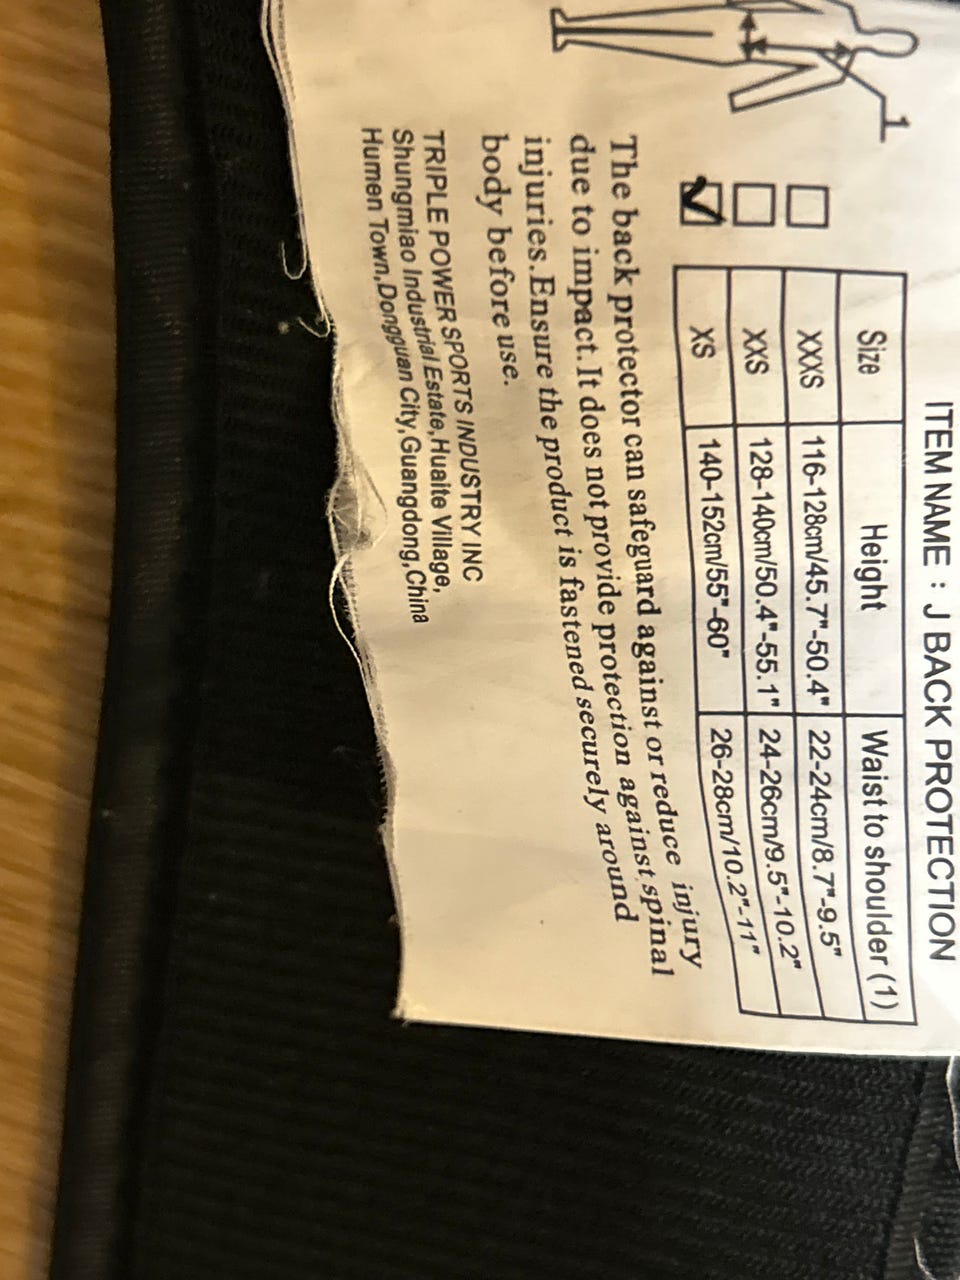 ITEM NAME : J BACK PROTECTION
1
Size Height Waist to shoulder (1)
XXXS 116-128cm/45.7"-50.4" 22-24cm/8.7"-9.5"
XXS 128-140cm/50.4"-55.1" 24-26cm/9.5"-10.2"
XS 140-152cm/55"-60" 26-28cm/10.2"-11"
The back protector can safeguard against or reduce injury
due to impact.It does not provide protection against spinal
injuries.Ensure the product is fastened securely around
body before use.
TRIPLE POWER SPORTS INDUSTRY INC
Shungmiao Industrial Estate,Huaite Village,
Humen Town,Dongguan City,Guangdong,China